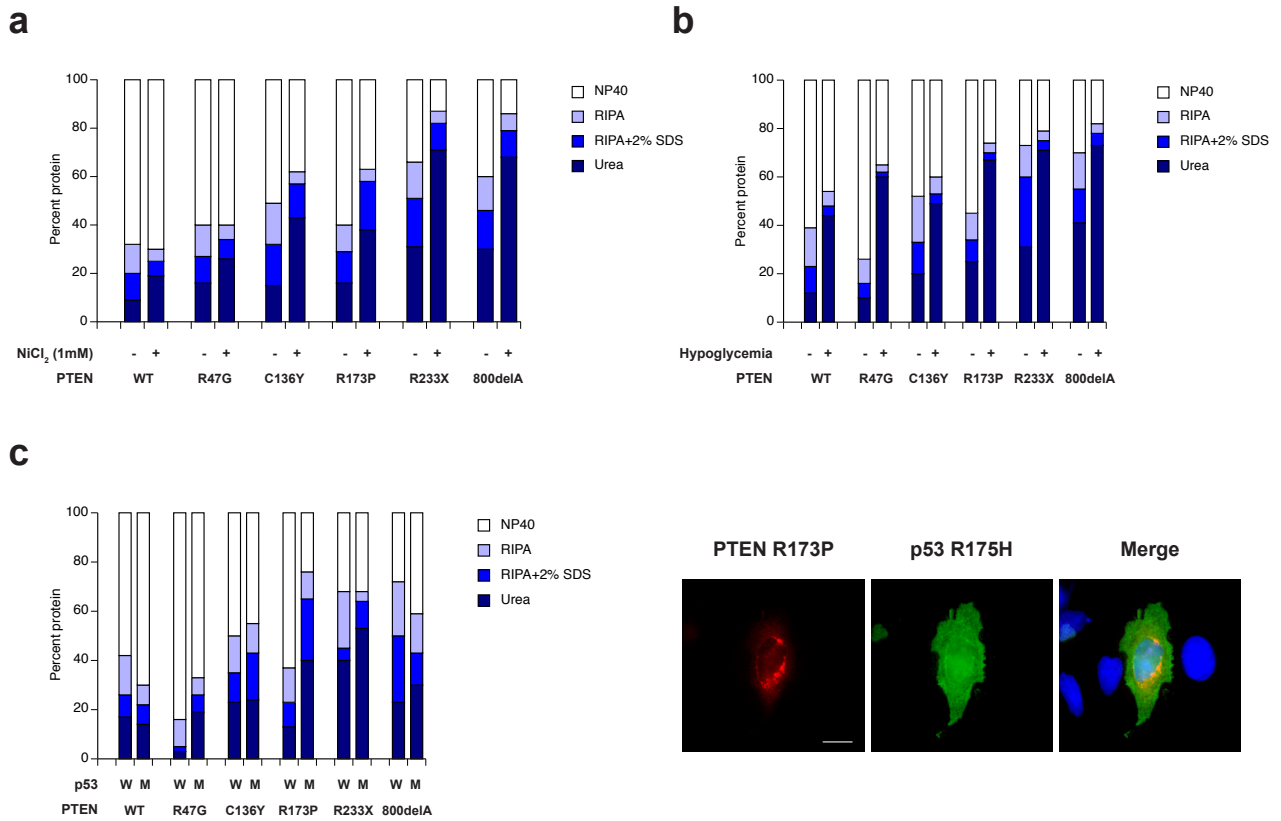 a
100
80
60
40
20
0
Percent protein
NP40
RIPA
RIPA+2% SDS
Urea
NiCl2 (1mM) - + - + - + - + - + - +
PTEN WT R47G C136Y R173P R233X 800delA
b
100
80
60
40
20
0
Percent protein
NP40
RIPA
RIPA+2% SDS
Urea
Hypoglycemia - + - + - + - + - + - +
PTEN WT R47G C136Y R173P R233X 800delA
c
100
80
60
40
20
0
Percent protein
NP40
RIPA
RIPA+2% SDS
Urea
p53 W M W M W M W M W M W M
PTEN WT R47G C136Y R173P R233X 800delA
PTEN R173P p53 R175H Merge